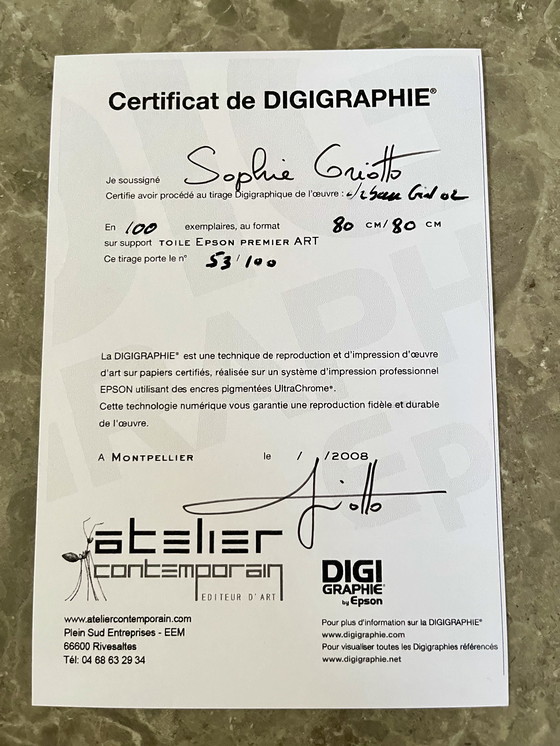 Certificat de DIGIGRAPHIE®
Je soussigné Sophie Griotto
Certifie avoir procédé au tirage Digigraphique de l'œuvre : Girl 02
En 100 exemplaires, au format 80 CM/ 80 CM
sur support TOILE EPSON PREMIER ART
Ce tirage porte le n° 53/100
La DIGIGRAPHIE® est une technique de reproduction et d'impression d'œuvre
d'art sur papiers certifiés, réalisée sur un système d'impression professionnel
EPSON utilisant des encres pigmentées UltraChrome®.
Cette technologie numérique vous garantie une reproduction fidèle et durable
de l'œuvre.
A MONTPELLIER le / /2008
Griotto
atelier
contemporain
EDITEUR D'ART
www.ateliercontemporain.com
Plein Sud Entreprises - EEM
66600 Rivesaltes
Tél: 04 68 63 29 34
DIGI
GRAPHIE®
by Epson
Pour plus d'information sur la DIGIGRAPHIE®
www.digigraphie.com
Pour visualiser toutes les Digigraphies référencés
www.digigraphie.net